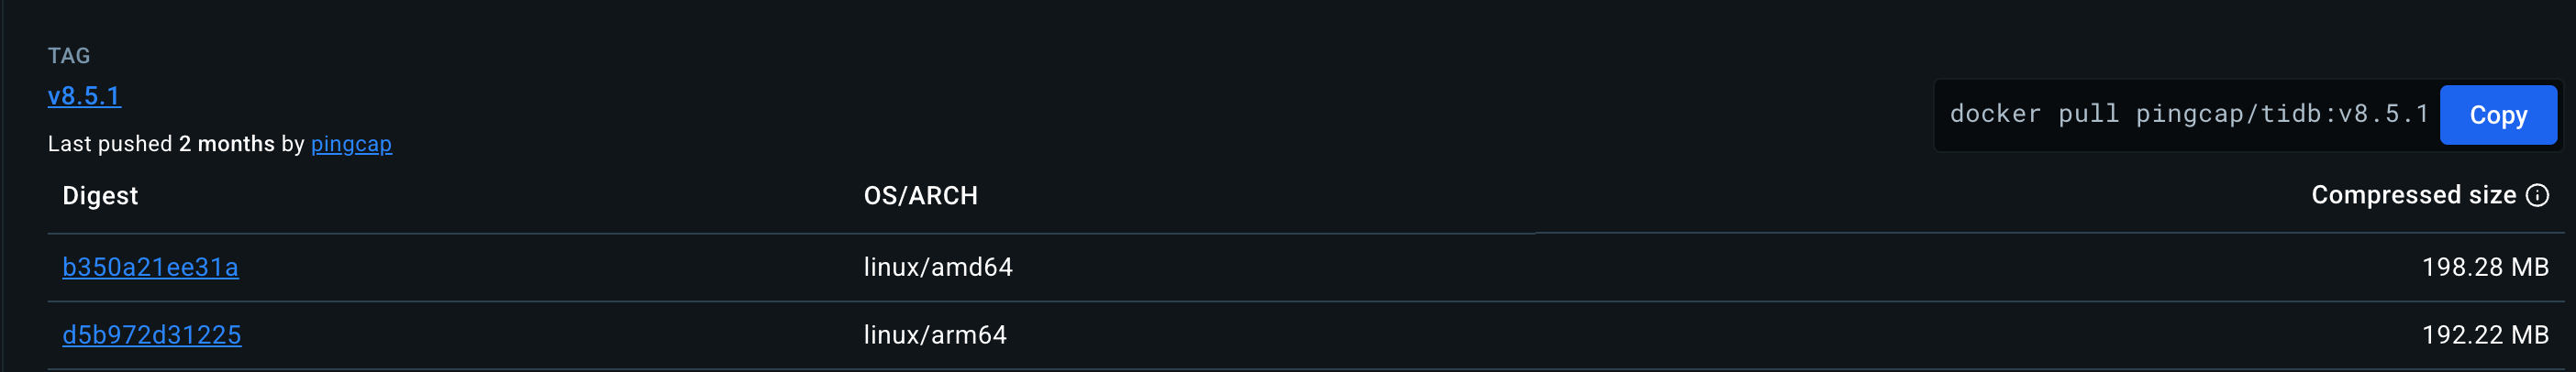 TAG
v8.5.1
docker pull pingcap/tidb:v8.5.1 Copy
Last pushed 2 months by pingcap
Digest OS/ARCH Compressed size
b350a21ee31a linux/amd64 198.28 MB
d5b972d31225 linux/arm64 192.22 MB